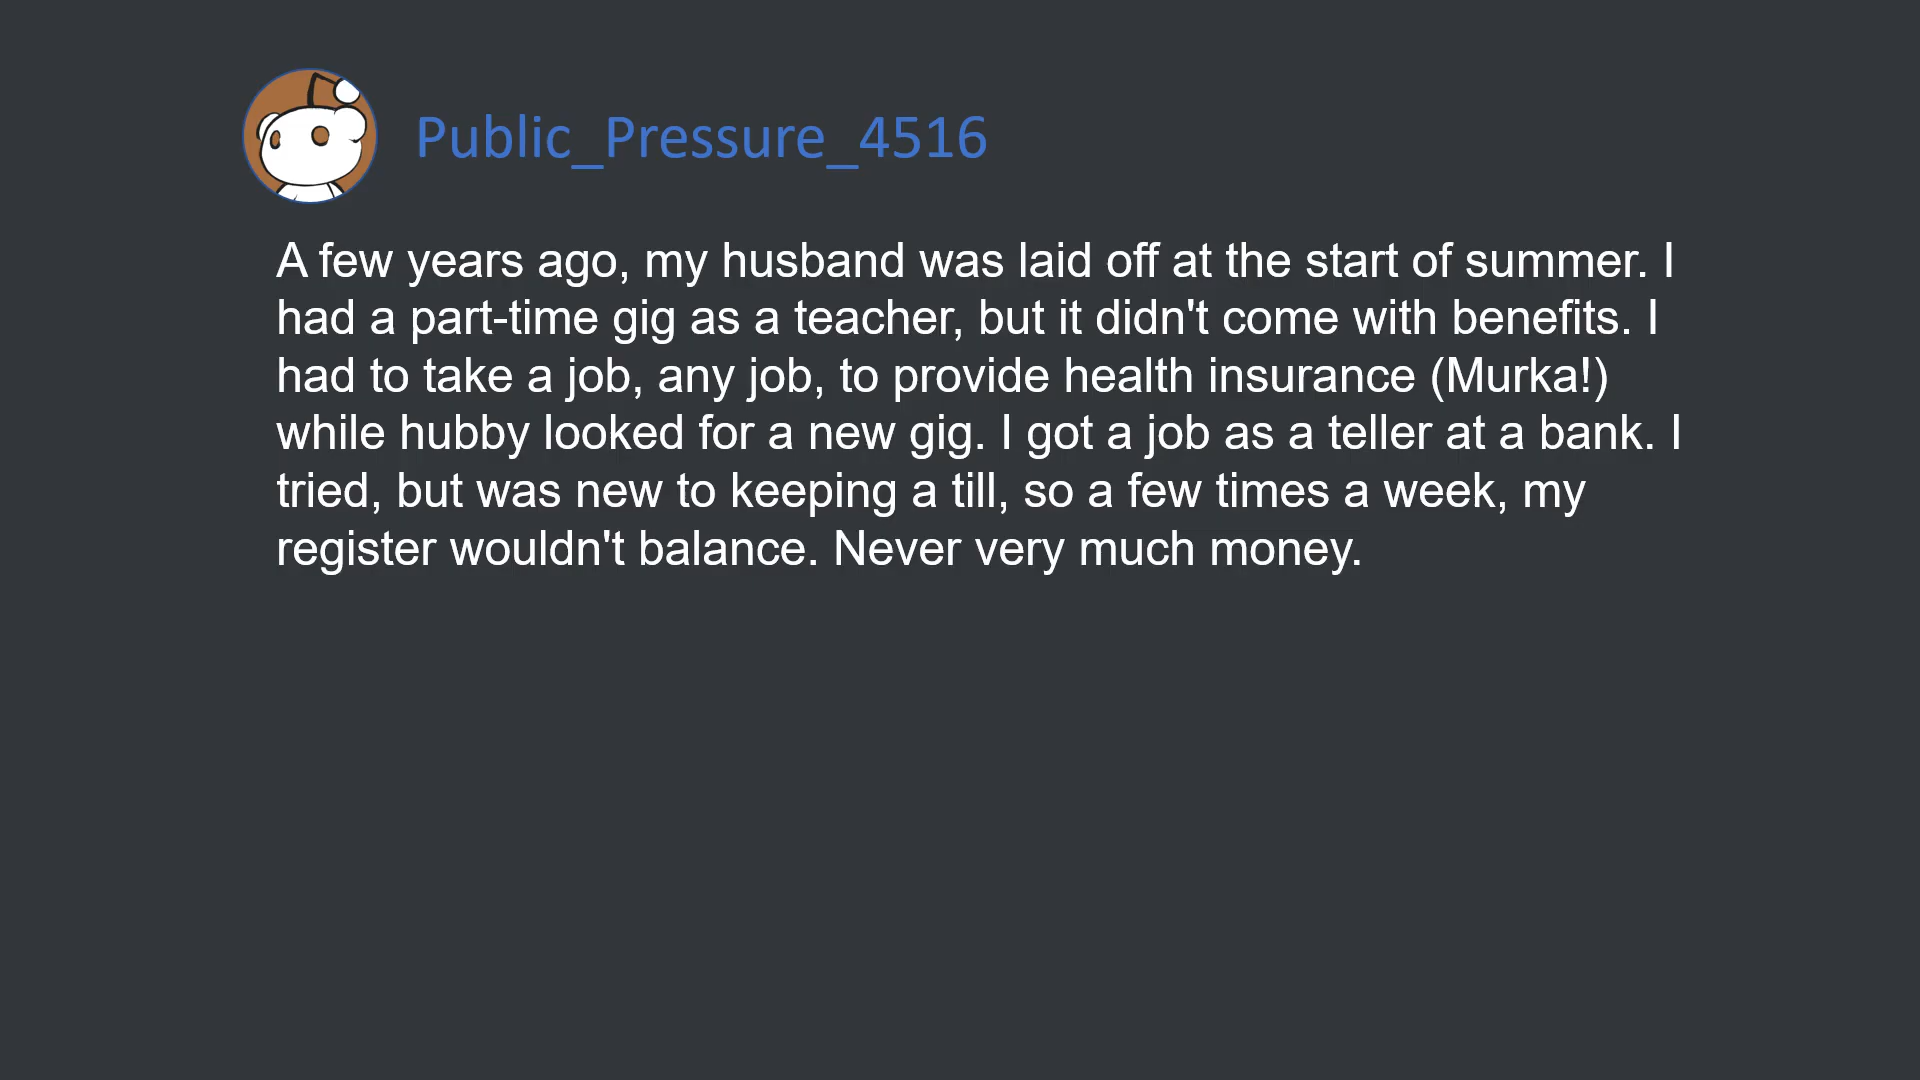 Public_Pressure_4516
A few years ago, my husband was laid off at the start of summer. I
had a part-time gig as a teacher, but it didn't come with benefits. I
had to take a job, any job, to provide health insurance (Murka!)
while hubby looked for a new gig. I got a job as a teller at a bank. I
tried, but was new to keeping a till, so a few times a week, my
register wouldn't balance. Never very much money.